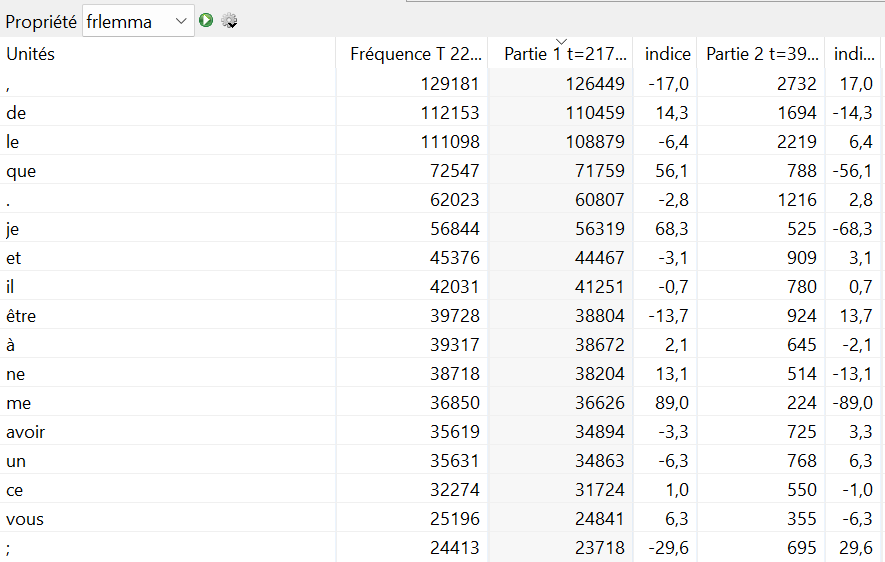 Propriété frlemma
Unités Fréquence T 22... Partie 1 t=217... indice Partie 2 t=39... indi...
, 129181 126449 -17,0 2732 17,0
de 112153 110459 14,3 1694 -14,3
le 111098 108879 -6,4 2219 6,4
que 72547 71759 56,1 788 -56,1
. 62023 60807 -2,8 1216 2,8
je 56844 56319 68,3 525 -68,3
et 45376 44467 -3,1 909 3,1
il 42031 41251 -0,7 780 0,7
être 39728 38804 -13,7 924 13,7
à 39317 38672 2,1 645 -2,1
ne 38718 38204 13,1 514 -13,1
me 36850 36626 89,0 224 -89,0
avoir 35619 34894 -3,3 725 3,3
un 35631 34863 -6,3 768 6,3
ce 32274 31724 1,0 550 -1,0
vous 25196 24841 6,3 355 -6,3
; 24413 23718 -29,6 695 29,6